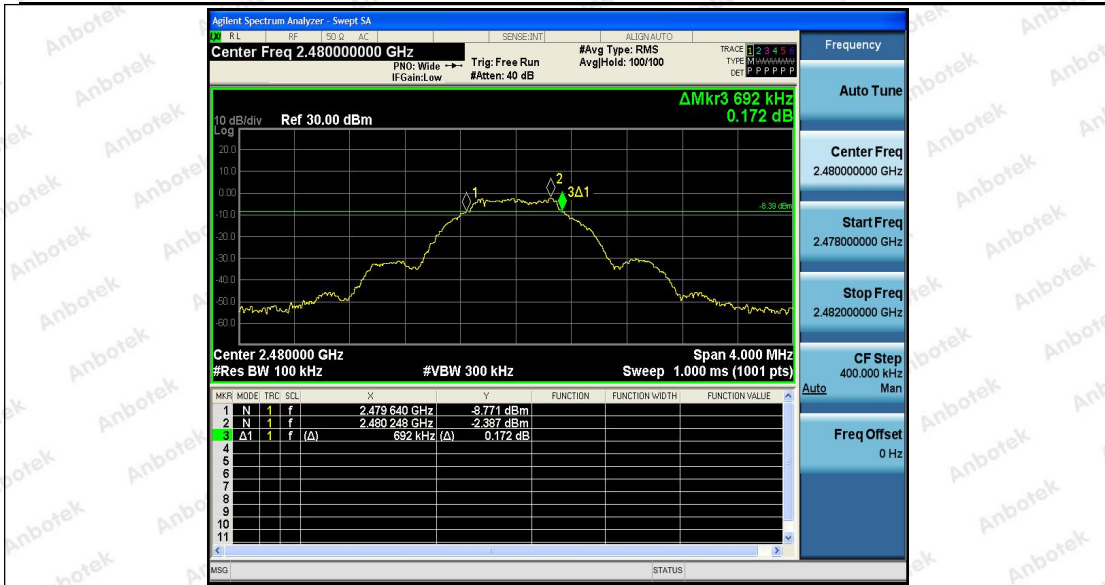 Agilent Spectrum Analyzer - Swept SA
RL RF 50 Ω AC SENSE:INT ALIGNAUTO
Center Freq 2.480000000 GHz
PNO: Wide
IFGain:Low
Trig: Free Run
#Atten: 40 dB
#Avg Type: RMS
Avg|Hold: 100/100
TRACE 1 2 3 4 5 6
TYPE M
DET P P P P P P
ΔMkr3 692 kHz
0.172 dB
10 dB/div Ref 30.00 dBm
Log
20.0
10.0
0.00
-10.0
-20.0
-30.0
-40.0
-50.0
-60.0
1
2
3Δ1
-8.39 dBm
Center 2.480000 GHz Span 4.000 MHz
#Res BW 100 kHz #VBW 300 kHz Sweep 1.000 ms (1001 pts)
MKR MODE TRC SCL X Y FUNCTION FUNCTION WIDTH FUNCTION VALUE
1 N 1 f 2.479 640 GHz -8.771 dBm
2 N 1 f 2.480 248 GHz -2.387 dBm
3 Δ1 1 f (Δ) 692 kHz (Δ) 0.172 dB
4
5
6
7
8
9
10
11
MSG STATUS
Frequency
Auto Tune
Center Freq
2.480000000 GHz
Start Freq
2.478000000 GHz
Stop Freq
2.482000000 GHz
CF Step
400.000 kHz
Auto Man
Freq Offset
0 Hz
Anbotek